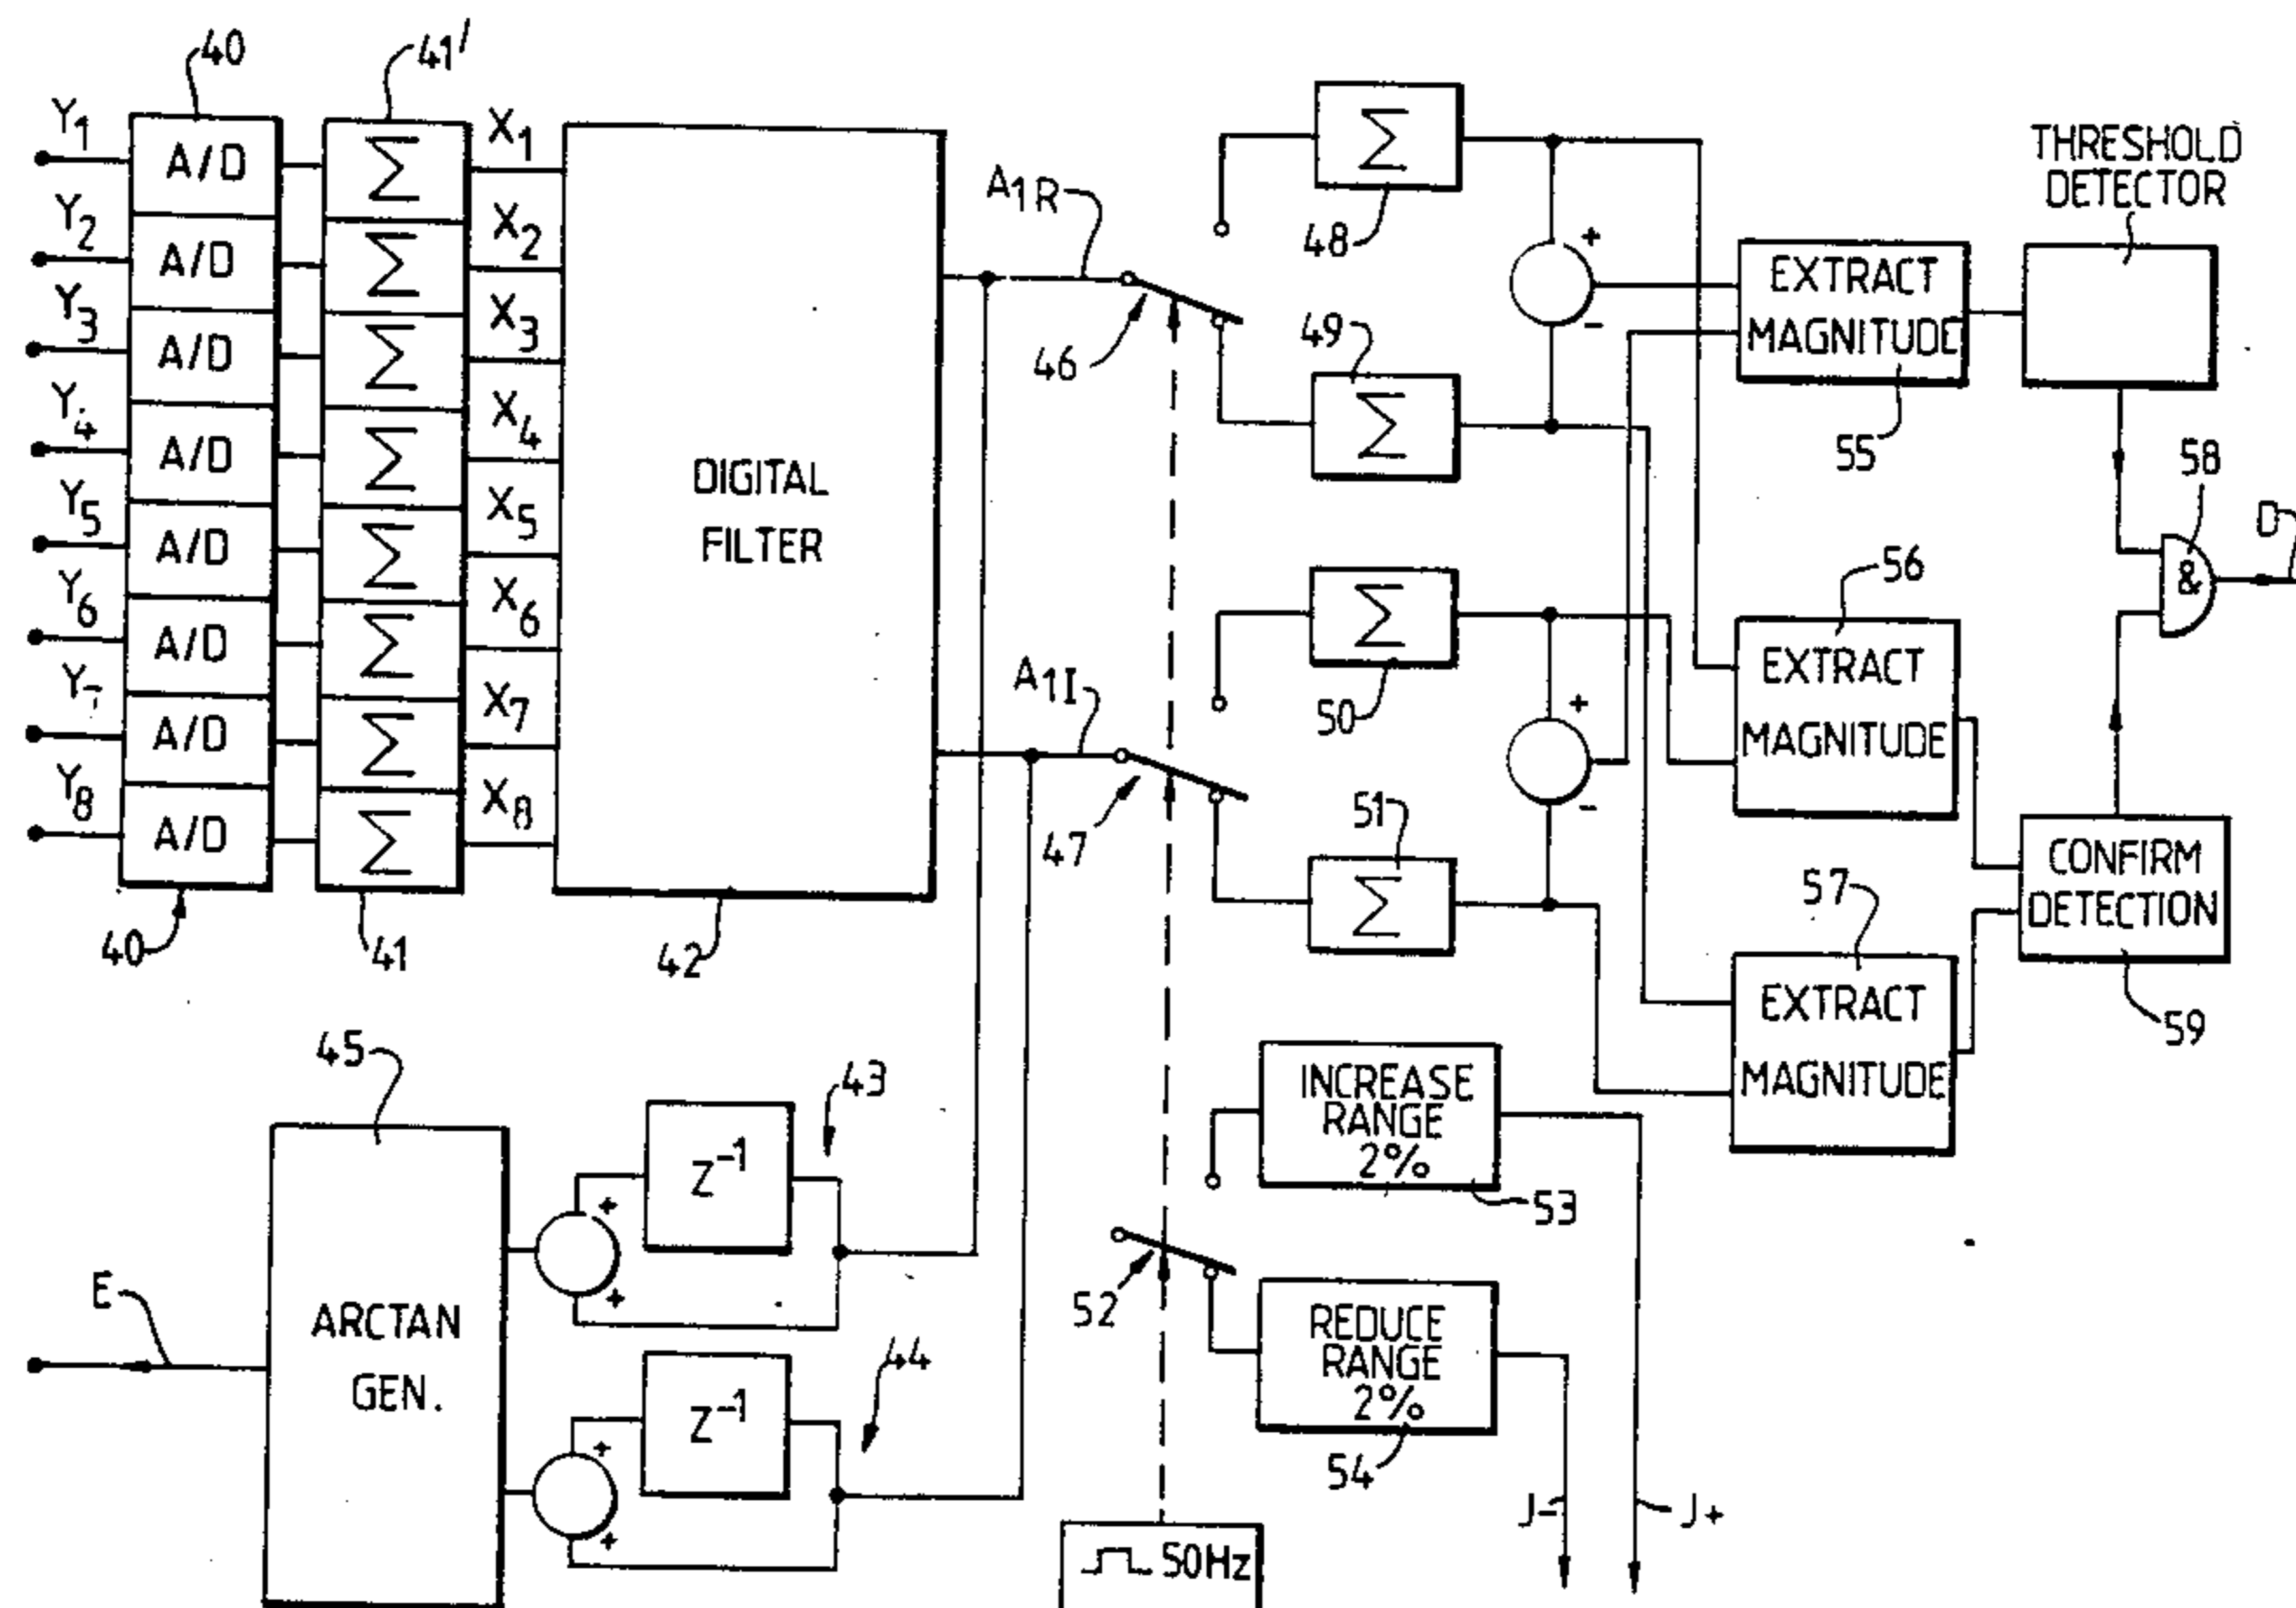 40
41'
Y1
A/D
Σ
X1
Y2
A/D
Σ
X2
Y3
A/D
Σ
X3
Y4
A/D
Σ
X4
Y5
A/D
Σ
X5
Y6
A/D
Σ
X6
Y7
A/D
Σ
X7
Y8
A/D
Σ
X8
40
41
DIGITAL
FILTER
42
A1R
46
A1I
47
Σ
48
49
Σ
Σ
50
51
Σ
+
-
+
-
EXTRACT
MAGNITUDE
55
THRESHOLD
DETECTOR
58
&
D
56
EXTRACT
MAGNITUDE
57
EXTRACT
MAGNITUDE
CONFIRM
DETECTION
59
45
ARCTAN
GEN.
E
43
Z⁻¹
+
+
44
Z⁻¹
+
+
52
INCREASE
RANGE
2%
53
REDUCE
RANGE
2%
54
J-
J+
50Hz